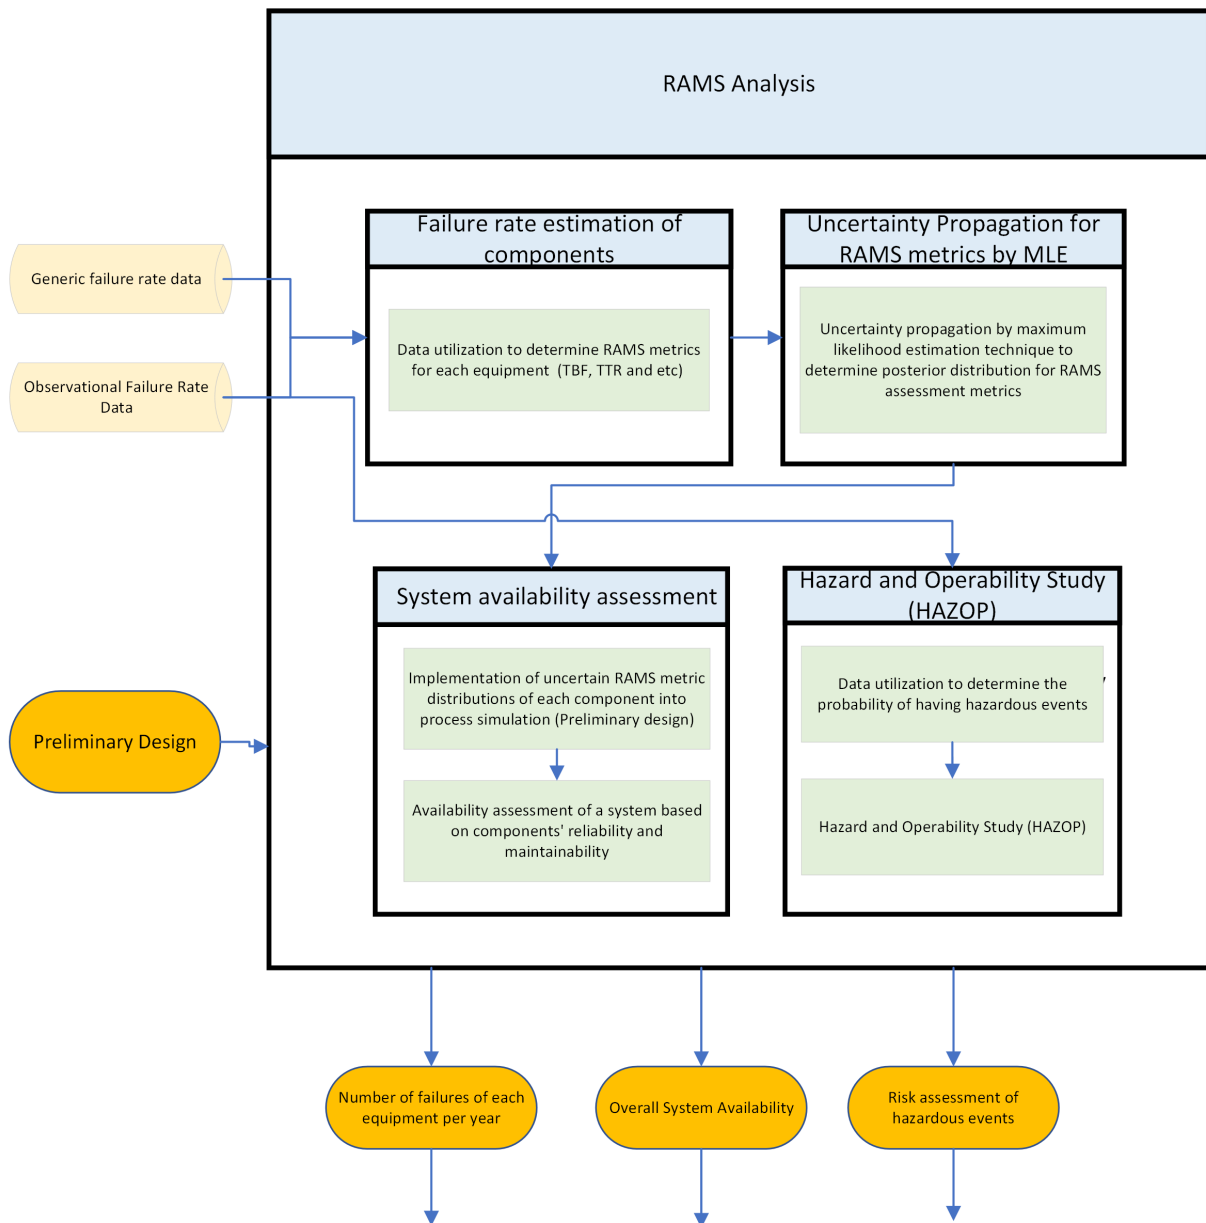 RAMS Analysis
Failure rate estimation of
components
Uncertainty Propagation for
RAMS metrics by MLE
Generic failure rate data
Data utilization to determine RAMS metrics
for each equipment (TBF, TTR and etc)
Uncertainty propagation by maximum
likelihood estimation technique to
determine posterior distribution for RAMS
assessment metrics
Observational Failure Rate
Data
System availability assessment
Hazard and Operability Study
(HAZOP)
Implementation of uncertain RAMS metric
distributions of each component into
process simulation (Preliminary design)
Data utilization to determine the
probability of having hazardous events
Preliminary Design
Availability assessment of a system based
on components' reliability and
maintainability
Hazard and Operability Study (HAZOP)
Number of failures of each
equipment per year
Overall System Availability
Risk assessment of
hazardous events